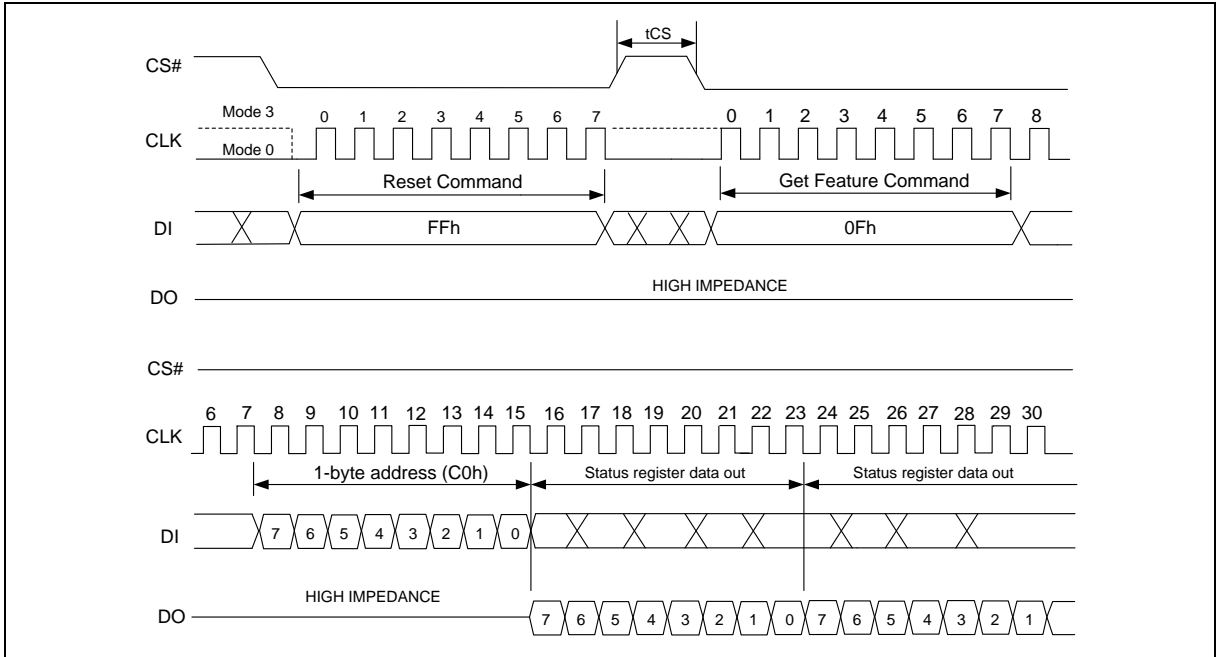 tCS
CS#
Mode 3
0 1 2 3 4 5 6 7 0 1 2 3 4 5 6 7 8
CLK
Mode 0
Reset Command Get Feature Command
DI FFh 0Fh
HIGH IMPEDANCE
DO
CS#
6 7 8 9 10 11 12 13 14 15 16 17 18 19 20 21 22 23 24 25 26 27 28 29 30
CLK
1-byte address (C0h) Status register data out Status register data out
DI 7 6 5 4 3 2 1 0
HIGH IMPEDANCE
DO 7 6 5 4 3 2 1 0 7 6 5 4 3 2 1